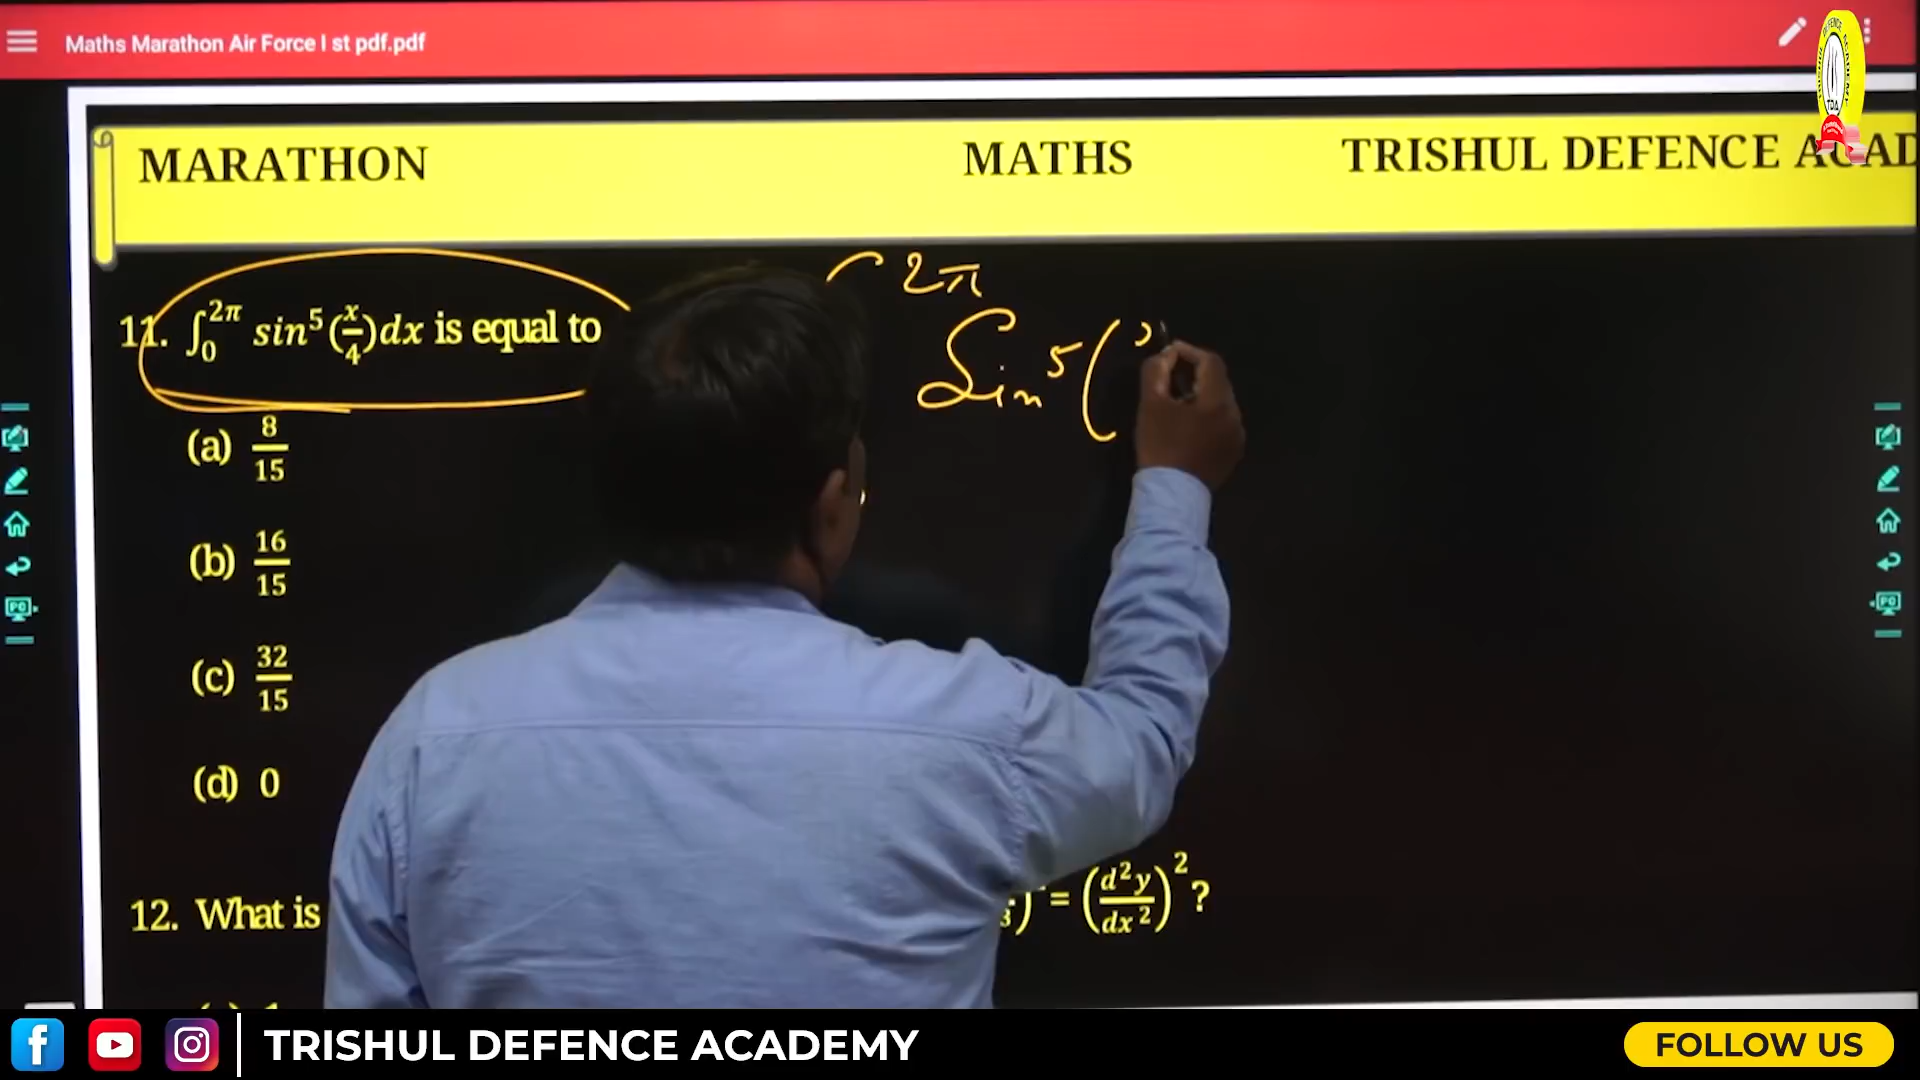 Maths Marathon Air Force I st pdf.pdf
MARATHON MATHS TRISHUL DEFENCE ACAD
11. ∫₀^{2π} sin⁵(x/4)dx is equal to
2π
Sin⁵(
(a) 8/15
(b) 16/15
(c) 32/15
(d) 0
12. What is = (d²y/dx²)²?
TRISHUL DEFENCE ACADEMY
FOLLOW US